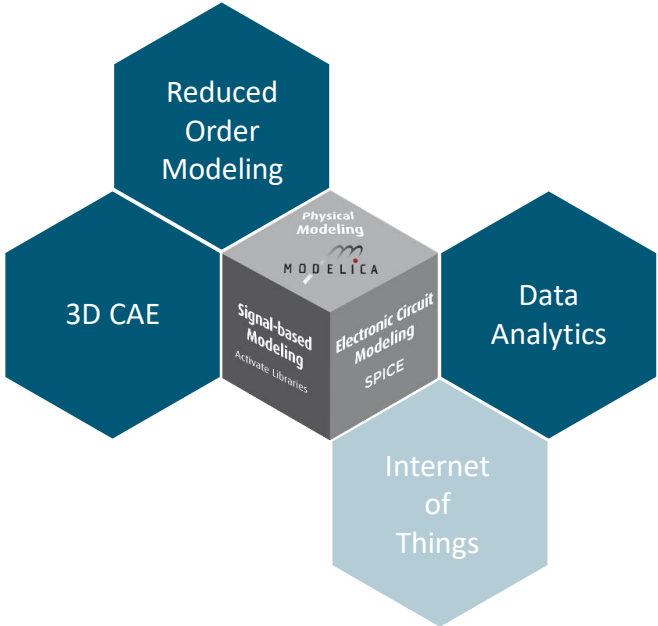 Reduced
Order
Modeling
Physical
Modeling
MODELICA
3D CAE
Signal-based
Modeling
Activate Libraries
Electronic Circuit
Modeling
SPICE
Data
Analytics
Internet
of
Things